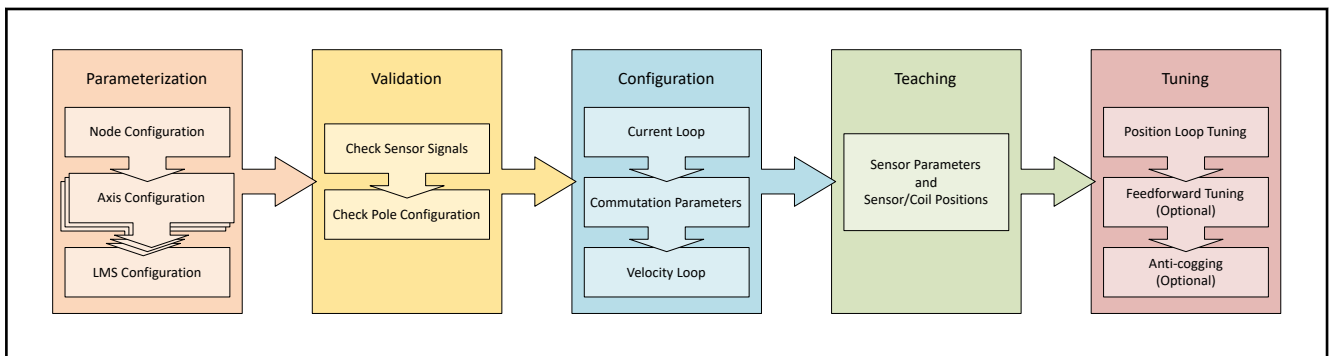 Parameterization
Node Configuration
Axis Configuration
LMS Configuration
Validation
Check Sensor Signals
Check Pole Configuration
Configuration
Current Loop
Commutation Parameters
Velocity Loop
Teaching
Sensor Parameters
and
Sensor/Coil Positions
Tuning
Position Loop Tuning
Feedforward Tuning
(Optional)
Anti-cogging
(Optional)